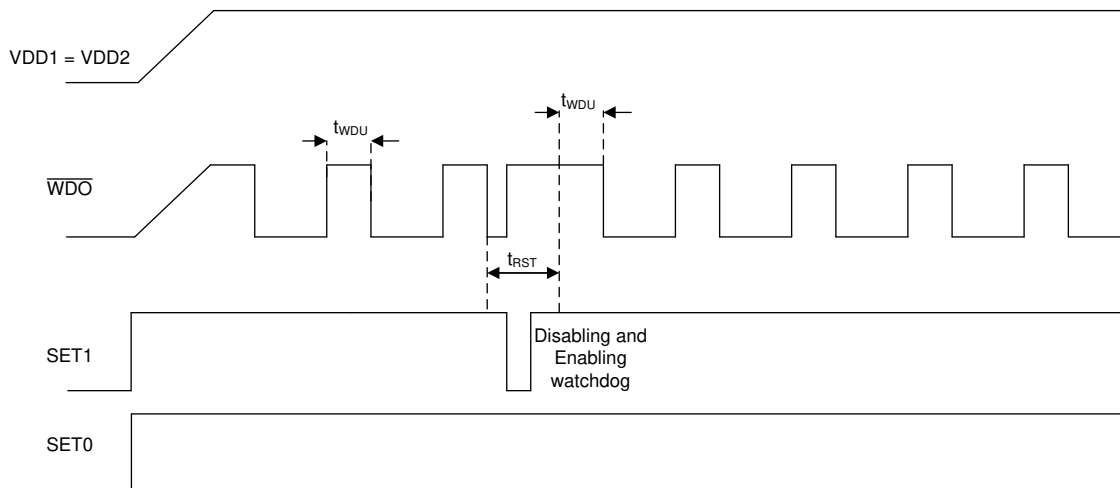 VDD1 = VDD2
tWDU
tWDU
WDO
tRST
SET1
Disabling and
Enabling
watchdog
SET0